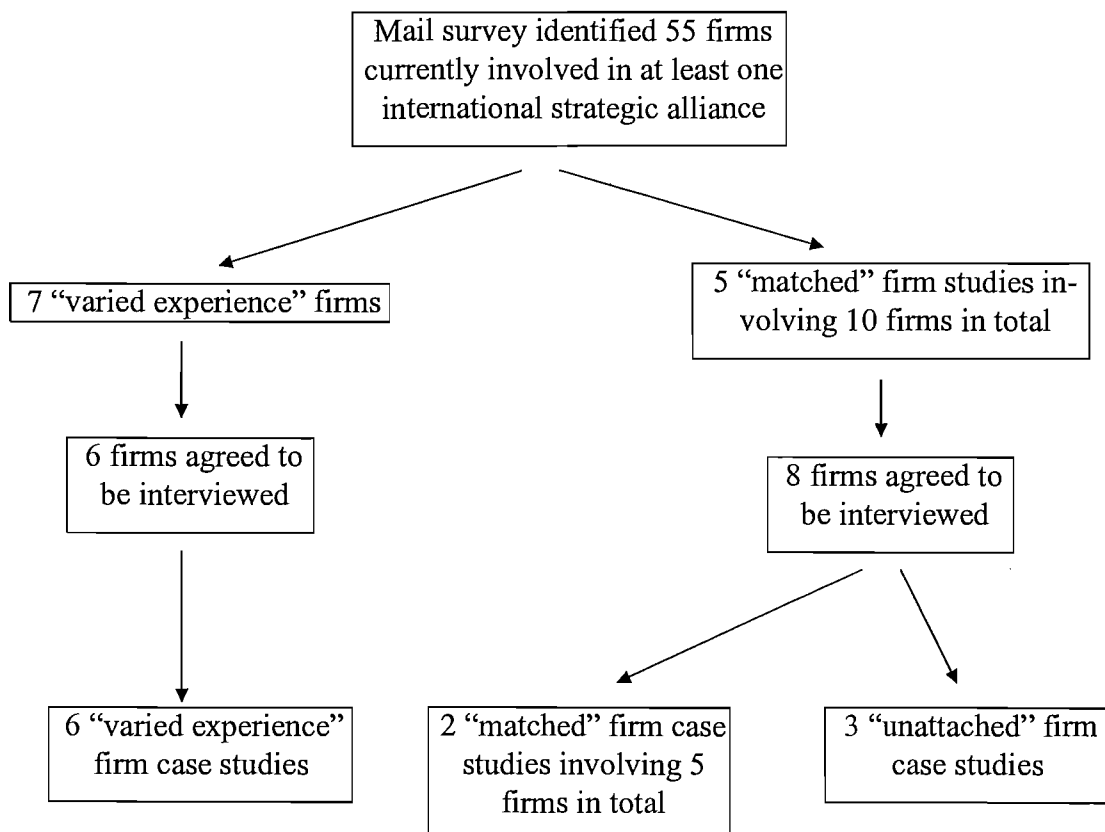 Mail survey identified 55 firms
currently involved in at least one
international strategic alliance
7 “varied experience” firms
5 “matched” firm studies in-
volving 10 firms in total
6 firms agreed to
be interviewed
8 firms agreed to
be interviewed
6 “varied experience”
firm case studies
2 “matched” firm case
studies involving 5
firms in total
3 “unattached” firm
case studies